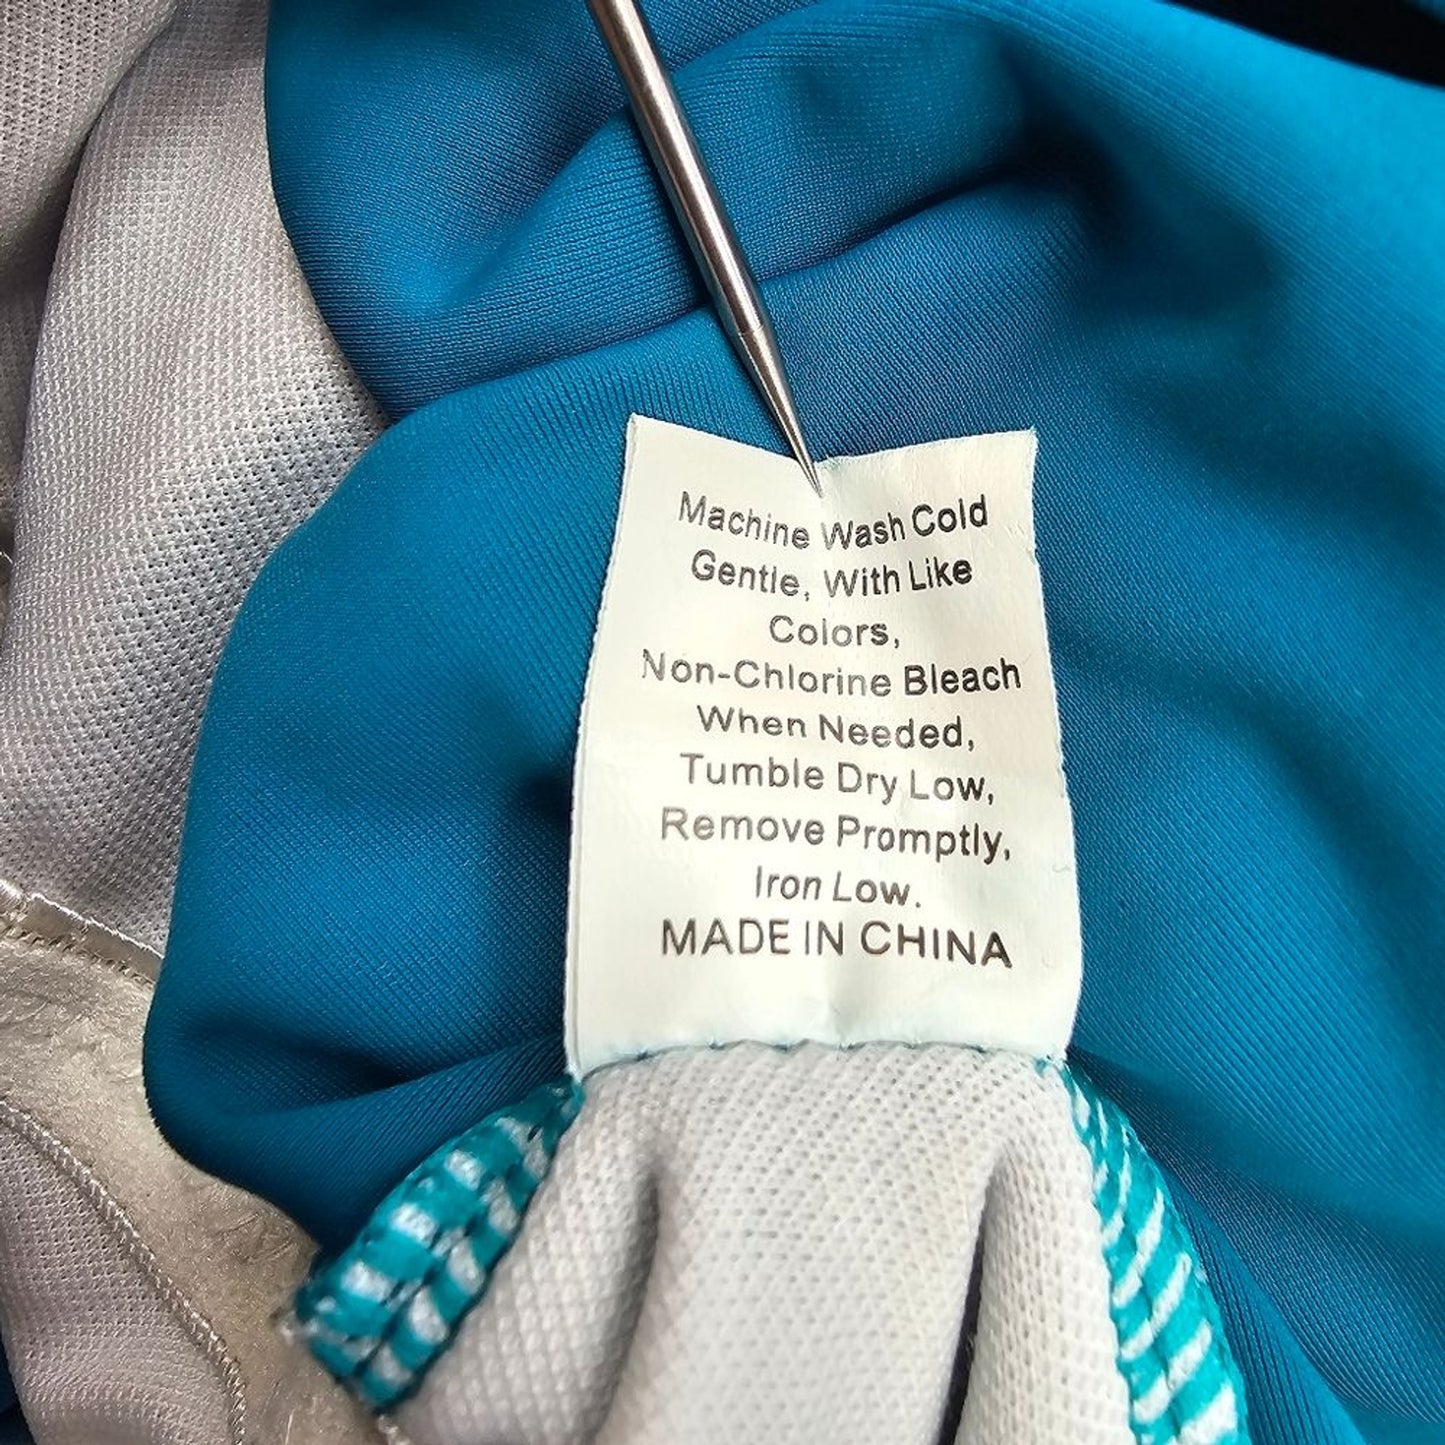 Machine Wash Cold
Gentle, With Like
Colors,
Non-Chlorine Bleach
When Needed,
Tumble Dry Low,
Remove Promptly,
Iron Low.
MADE IN CHINA